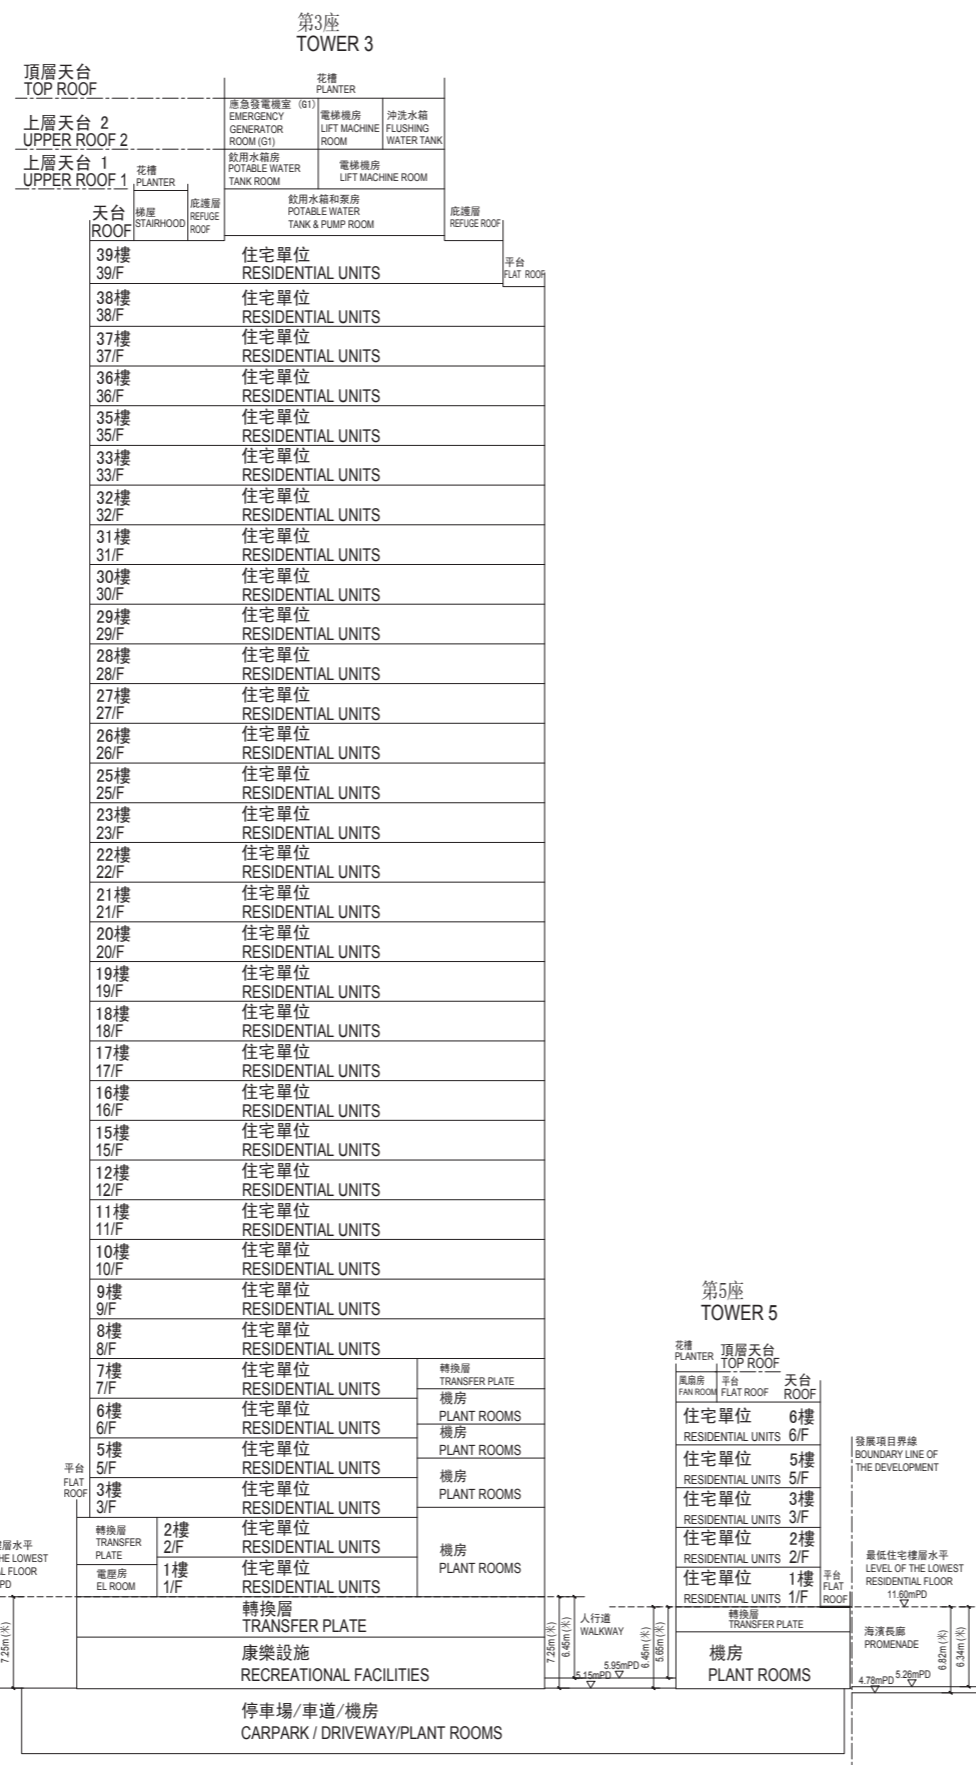 第3座
TOWER 3
頂層天台
TOP ROOF
花槽
PLANTER
上層天台 2
UPPER ROOF 2
應急發電機室 (G1)
EMERGENCY
GENERATOR
ROOM (G1)
電梯機房
LIFT MACHINE
ROOM
沖洗水箱
FLUSHING
WATER TANK
上層天台 1
UPPER ROOF 1
花槽
PLANTER
飲用水箱房
POTABLE WATER
TANK ROOM
電梯機房
LIFT MACHINE ROOM
天台
ROOF
梯屋
STAIRHOOD
庇護層
REFUGE
ROOF
飲用水箱和泵房
POTABLE WATER
TANK & PUMP ROOM
庇護層
REFUGE ROOF
39樓 住宅單位
39/F RESIDENTIAL UNITS
平台
FLAT ROOF
38樓 住宅單位
38/F RESIDENTIAL UNITS
37樓 住宅單位
37/F RESIDENTIAL UNITS
36樓 住宅單位
36/F RESIDENTIAL UNITS
35樓 住宅單位
35/F RESIDENTIAL UNITS
33樓 住宅單位
33/F RESIDENTIAL UNITS
32樓 住宅單位
32/F RESIDENTIAL UNITS
31樓 住宅單位
31/F RESIDENTIAL UNITS
30樓 住宅單位
30/F RESIDENTIAL UNITS
29樓 住宅單位
29/F RESIDENTIAL UNITS
28樓 住宅單位
28/F RESIDENTIAL UNITS
27樓 住宅單位
27/F RESIDENTIAL UNITS
26樓 住宅單位
26/F RESIDENTIAL UNITS
25樓 住宅單位
25/F RESIDENTIAL UNITS
23樓 住宅單位
23/F RESIDENTIAL UNITS
22樓 住宅單位
22/F RESIDENTIAL UNITS
21樓 住宅單位
21/F RESIDENTIAL UNITS
20樓 住宅單位
20/F RESIDENTIAL UNITS
19樓 住宅單位
19/F RESIDENTIAL UNITS
18樓 住宅單位
18/F RESIDENTIAL UNITS
17樓 住宅單位
17/F RESIDENTIAL UNITS
16樓 住宅單位
16/F RESIDENTIAL UNITS
15樓 住宅單位
15/F RESIDENTIAL UNITS
12樓 住宅單位
12/F RESIDENTIAL UNITS
11樓 住宅單位
11/F RESIDENTIAL UNITS
10樓 住宅單位
10/F RESIDENTIAL UNITS
9樓 住宅單位
9/F RESIDENTIAL UNITS
8樓 住宅單位
8/F RESIDENTIAL UNITS
7樓 住宅單位
7/F RESIDENTIAL UNITS
轉換層
TRANSFER PLATE
6樓 住宅單位
6/F RESIDENTIAL UNITS
機房
PLANT ROOMS
5樓 住宅單位
5/F RESIDENTIAL UNITS
機房
PLANT ROOMS
平台
FLAT
ROOF
3樓 住宅單位
3/F RESIDENTIAL UNITS
機房
PLANT ROOMS
轉換層
TRANSFER
PLATE
2樓 住宅單位
2/F RESIDENTIAL UNITS
電壓房
EL ROOM
1樓 住宅單位
1/F RESIDENTIAL UNITS
機房
PLANT ROOMS
層水平
HE LOWEST
L FLOOR
PD
7.25m (米)
轉換層
TRANSFER PLATE
康樂設施
RECREATIONAL FACILITIES
7.25m (米)
6.45m (米)
人行道
WALKWAY
5.15mPD
5.95mPD
6.45m (米)
5.65m (米)
停車場/車道/機房
CARPARK / DRIVEWAY/PLANT ROOMS
第5座
TOWER 5
花槽
PLANTER
頂層天台
TOP ROOF
風扇房
FAN ROOM
平台
FLAT ROOF
天台
ROOF
住宅單位 6樓
RESIDENTIAL UNITS 6/F
住宅單位 5樓
RESIDENTIAL UNITS 5/F
住宅單位 3樓
RESIDENTIAL UNITS 3/F
住宅單位 2樓
RESIDENTIAL UNITS 2/F
住宅單位 1樓
RESIDENTIAL UNITS 1/F
平台
FLAT
ROOF
轉換層
TRANSFER PLATE
機房
PLANT ROOMS
發展項目界線
BOUNDARY LINE OF
THE DEVELOPMENT
最低住宅樓層水平
LEVEL OF THE LOWEST
RESIDENTIAL FLOOR
11.60mPD
海濱長廊
PROMENADE
4.78mPD
5.26mPD
6.82m (米)
6.34m (米)